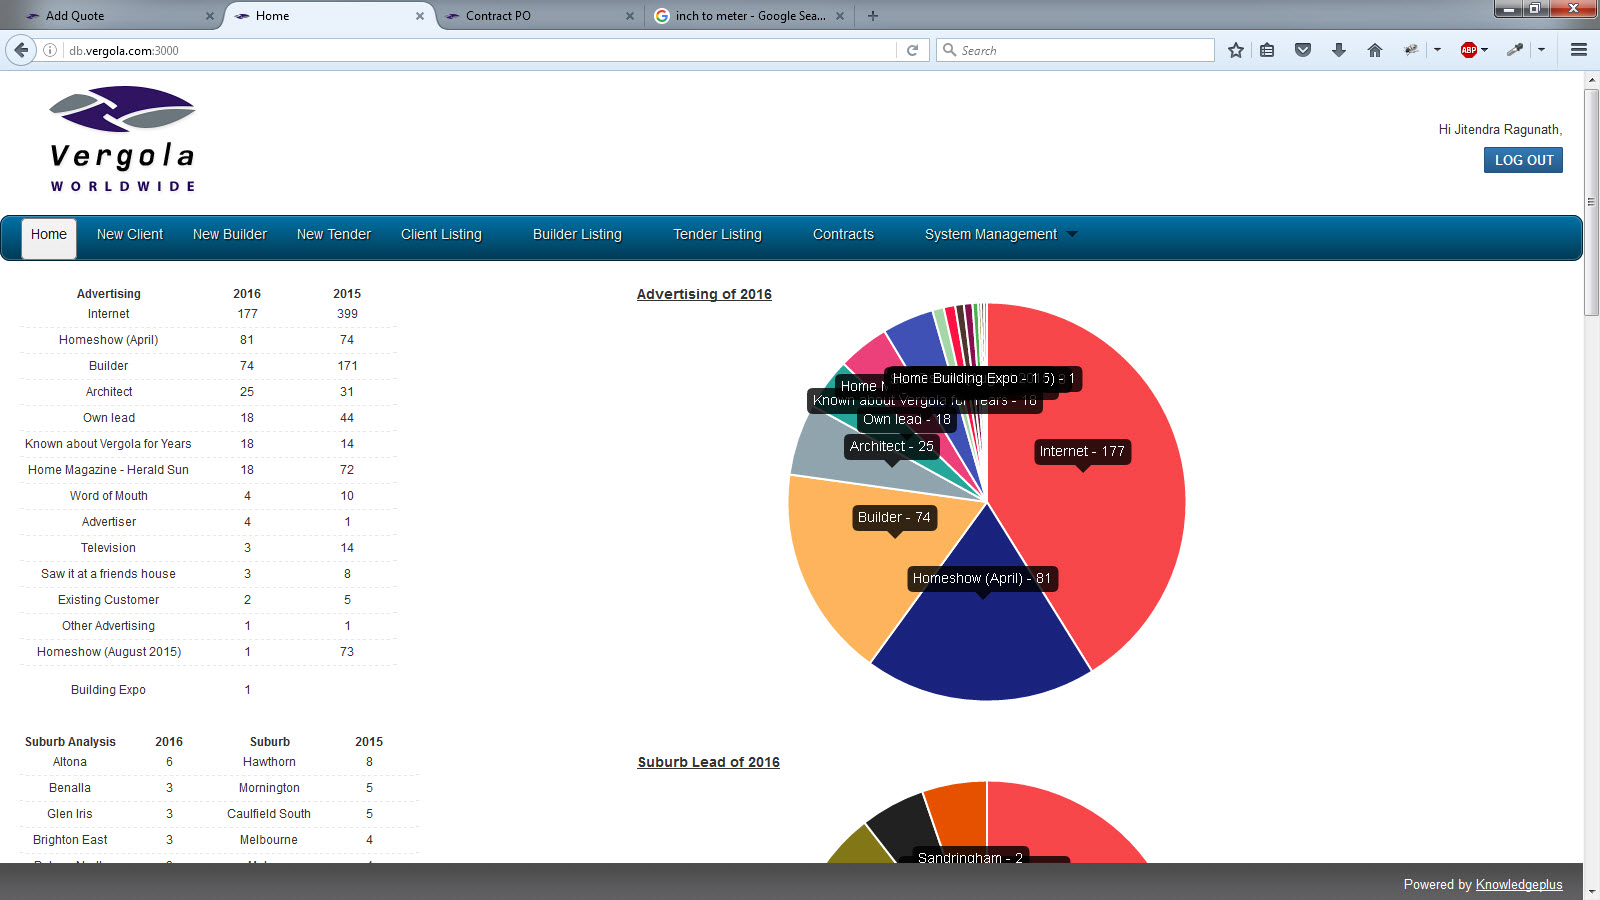 Add Quote
Home
Contract PO
inch to meter - Google Sea...
db.vergola.com:3000
Search
ABP
Vergola
WORLDWIDE
Hi Jitendra Ragunath,
LOG OUT
Home New Client New Builder New Tender Client Listing Builder Listing Tender Listing Contracts System Management
Advertising 2016 2015
Internet 177 399
Homeshow (April) 81 74
Builder 74 171
Architect 25 31
Own lead 18 44
Known about Vergola for Years 18 14
Home Magazine - Herald Sun 18 72
Word of Mouth 4 10
Advertiser 4 1
Television 3 14
Saw it at a friends house 3 8
Existing Customer 2 5
Other Advertising 1 1
Homeshow (August 2015) 1 73
Building Expo 1
Advertising of 2016
Home Building Expo - 1
Home
Known about Vergola for Years - 18
Own lead - 18
Architect - 25
Internet - 177
Builder - 74
Homeshow (April) - 81
Suburb Analysis 2016 Suburb 2015
Altona 6 Hawthorn 8
Benalla 3 Mornington 5
Glen Iris 3 Caulfield South 5
Brighton East 3 Melbourne 4
Suburb Lead of 2016
Sandringham - 2
Powered by Knowledgeplus